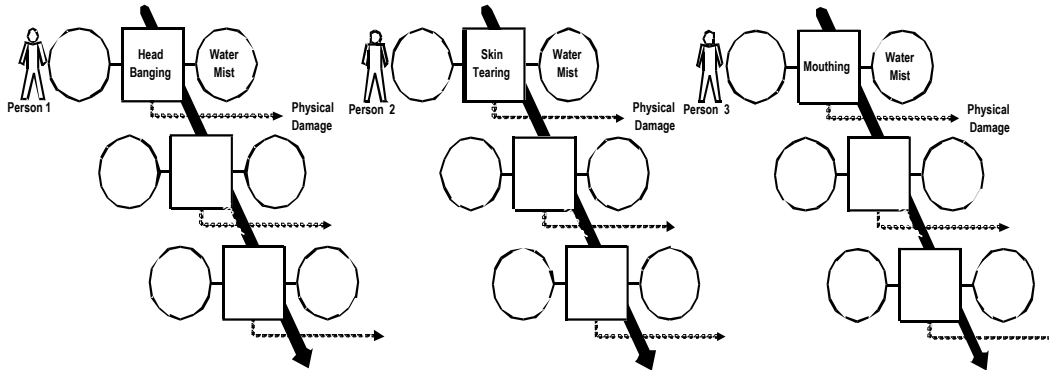 Head
Banging
Water
Mist
Person 1
Physical
Damage
Skin
Tearing
Water
Mist
Person 2
Physical
Damage
Mouthing
Water
Mist
Person 3
Physical
Damage